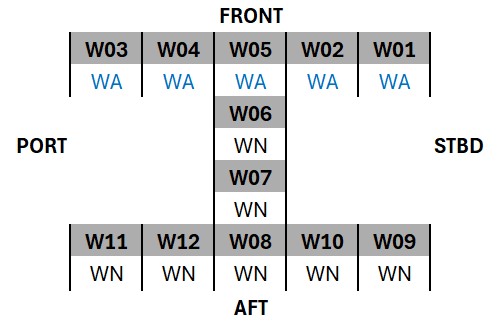 FRONT
W03 W04 W05 W02 W01
WA WA WA WA WA
W06
PORT WN STBD
W07
WN
W11 W12 W08 W10 W09
WN WN WN WN WN
AFT